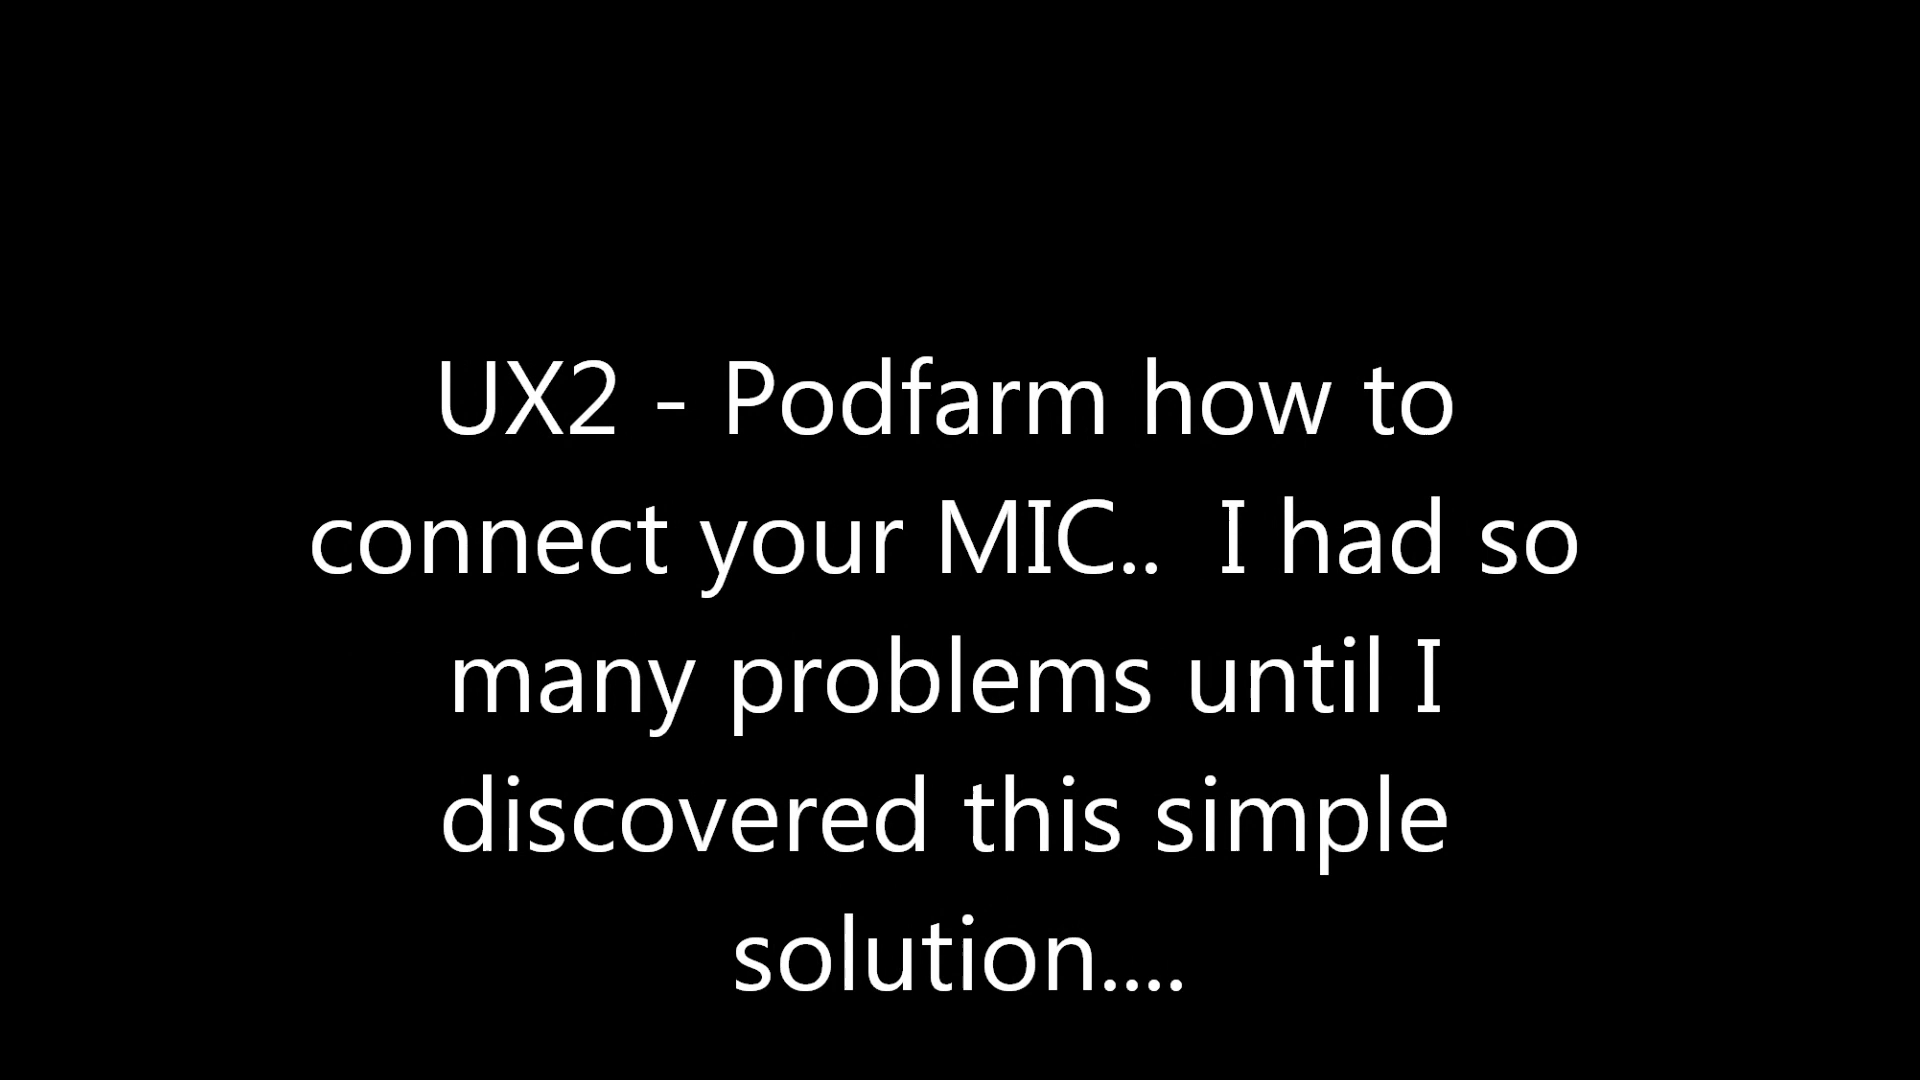 UX2 - Podfarm how to
connect your MIC..  I had so
many problems until I
discovered this simple
solution....